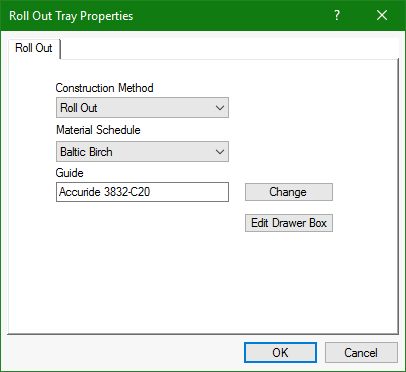 Roll Out Tray Properties
?
Roll Out
Construction Method
Roll Out
Material Schedule
Baltic Birch
Guide
Accuride 3832-C20
Change
Edit Drawer Box
OK
Cancel